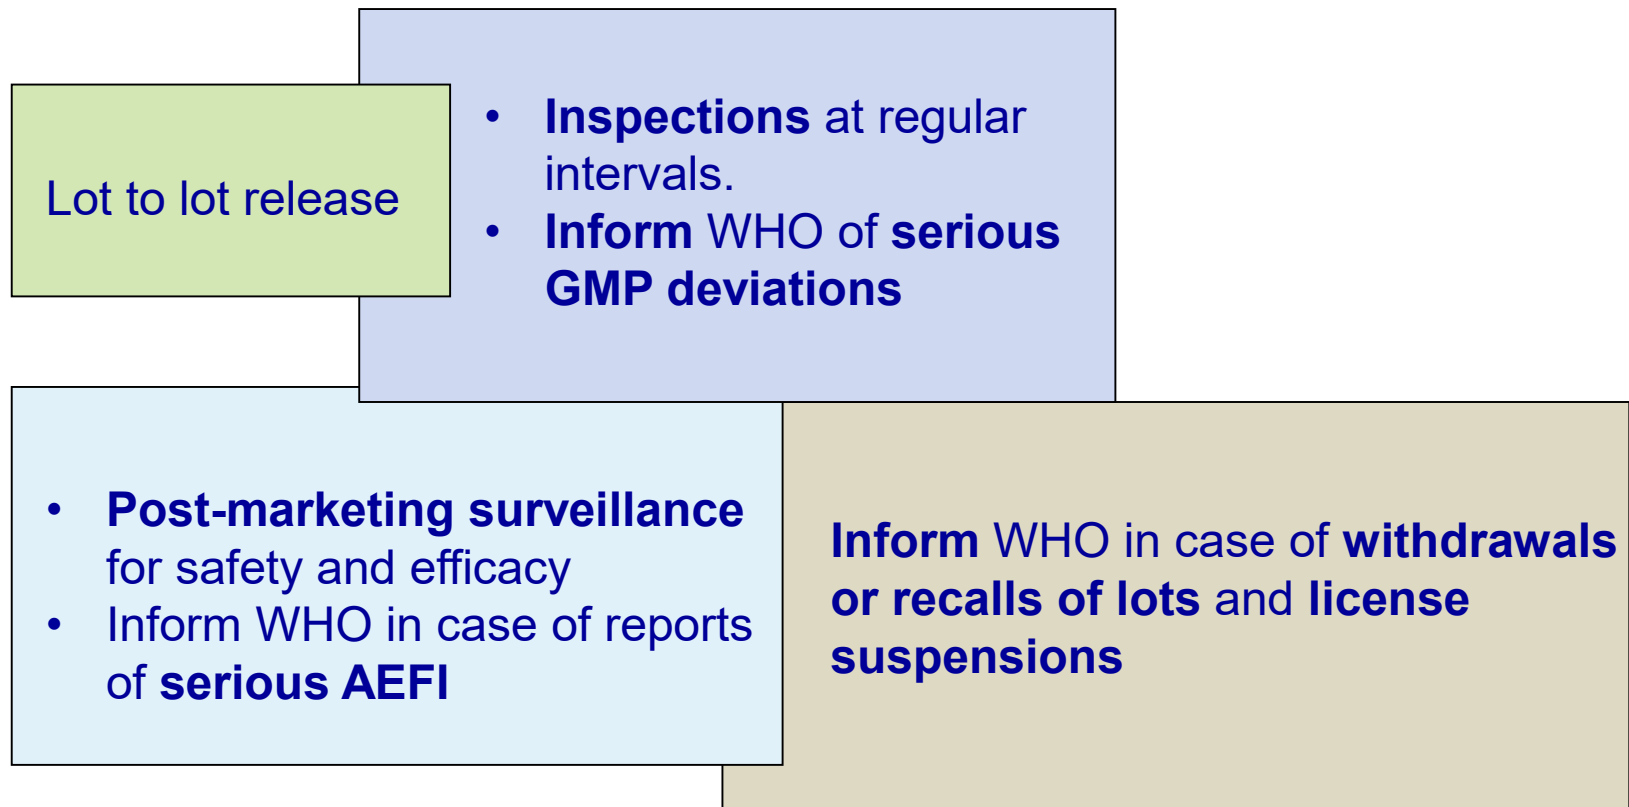 Lot to lot release
• Inspections at regular
intervals.
• Inform WHO of serious
GMP deviations
• Post-marketing surveillance
for safety and efficacy
• Inform WHO in case of reports
of serious AEFI
Inform WHO in case of withdrawals
or recalls of lots and license
suspensions